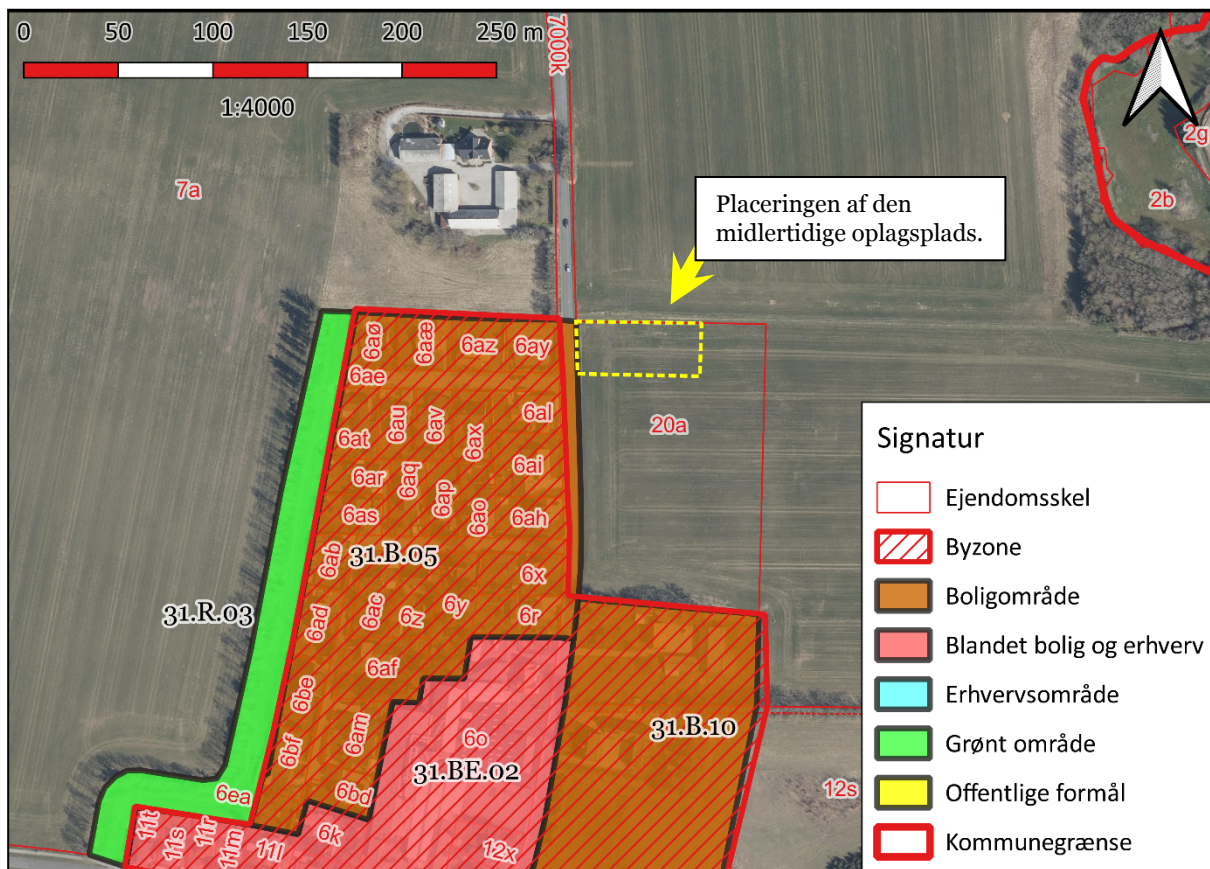 0 50 100 150 200 250 m
1:4000
7000k
7a
2g
2b
Placeringen af den
midlertidige oplagsplads.
6aø
6aæ
6az
6ay
6ae
6al
6at
6au
6av
6ax
20a
6ai
6ar
6aq
6ap
6as
6ao
6ah
6ab
31.B.05
6x
31.R.03
6ad
6ac
6z
6y
6r
6af
6be
6bf
6am
6o
31.BE.02
31.B.10
6ea
6bd
12s
11t
11s
11r
11m
11l
6k
12x
Signatur
Ejendomsskel
Byzone
Boligområde
Blandet bolig og erhverv
Erhvervsområde
Grønt område
Offentlige formål
Kommunegrænse